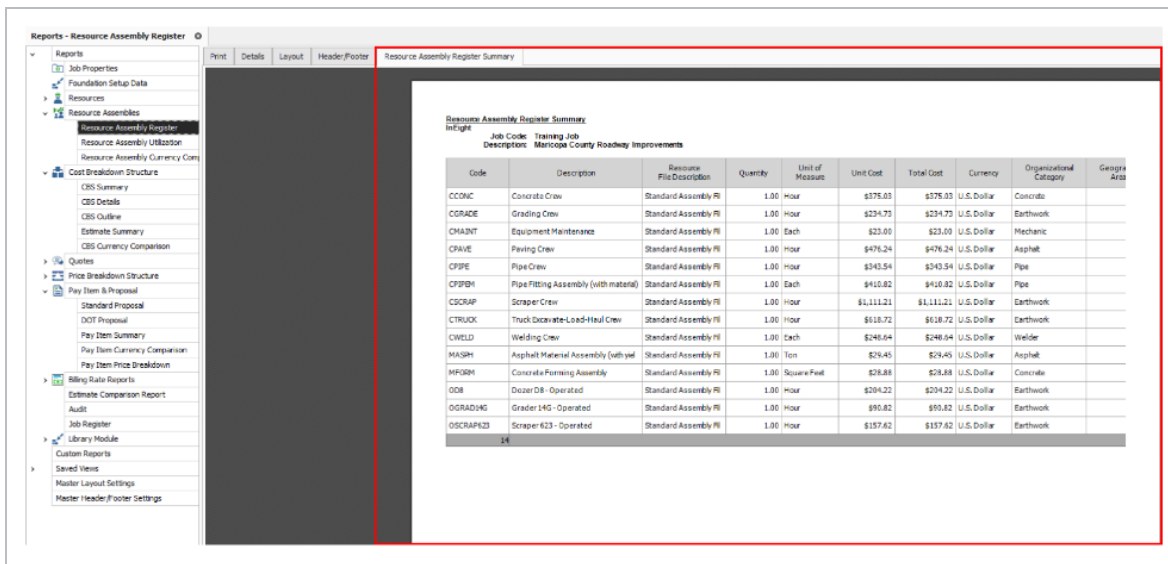 Reports - Resource Assembly Register
Reports
Job Properties
Foundation Setup Data
Resources
Resource Assemblies
Resource Assembly Register
Resource Assembly Utilization
Resource Assembly Currency Com
Cost Breakdown Structure
CBS Summary
CBS Details
CBS Outline
Estimate Summary
CBS Currency Comparison
Quotes
Price Breakdown Structure
Pay Item & Proposal
Standard Proposal
DOT Proposal
Pay Item Summary
Pay Item Currency Comparison
Pay Item Price Breakdown
Billing Rate Reports
Estimate Comparison Report
Audit
Job Register
Library Module
Custom Reports
Saved Views
Master Layout Settings
Master Header/Footer Settings
Print Details Layout Header/Footer Resource Assembly Register Summary
Resource Assembly Register Summary
InEight
Job Code: Training Job
Description: Maricopa County Roadway Improvements
Code Description Resource File Description Quantity Unit of Measure Unit Cost Total Cost Currency Organizational Category Geogra Area
CCONC Concrete Crew Standard Assembly Fil 1.00 Hour $375.03 $375.03 U.S. Dollar Concrete
CGRADE Grading Crew Standard Assembly Fil 1.00 Hour $234.73 $234.73 U.S. Dollar Earthwork
CMAINT Equipment Maintenance Standard Assembly Fil 1.00 Each $23.00 $23.00 U.S. Dollar Mechanic
CPAVE Paving Crew Standard Assembly Fil 1.00 Hour $476.24 $476.24 U.S. Dollar Asphalt
CPIPE Pipe Crew Standard Assembly Fil 1.00 Hour $343.54 $343.54 U.S. Dollar Pipe
CPIPEM Pipe Fitting Assembly (with material) Standard Assembly Fil 1.00 Each $410.82 $410.82 U.S. Dollar Pipe
CSCRAP Scraper Crew Standard Assembly Fil 1.00 Hour $1,111.21 $1,111.21 U.S. Dollar Earthwork
CTRUCK Truck Excavate-Load-Haul Crew Standard Assembly Fil 1.00 Hour $618.72 $618.72 U.S. Dollar Earthwork
CWELD Welding Crew Standard Assembly Fil 1.00 Each $248.64 $248.64 U.S. Dollar Welder
MASPH Asphalt Material Assembly (with yiel Standard Assembly Fil 1.00 Ton $29.45 $29.45 U.S. Dollar Asphalt
MFORM Concrete Forming Assembly Standard Assembly Fil 1.00 Square Feet $28.88 $28.88 U.S. Dollar Concrete
OD8 Dozer D8 - Operated Standard Assembly Fil 1.00 Hour $204.22 $204.22 U.S. Dollar Earthwork
OGRAD14G Grader 14G - Operated Standard Assembly Fil 1.00 Hour $90.82 $90.82 U.S. Dollar Earthwork
OSCRAP623 Scraper 623 - Operated Standard Assembly Fil 1.00 Hour $157.62 $157.62 U.S. Dollar Earthwork
14